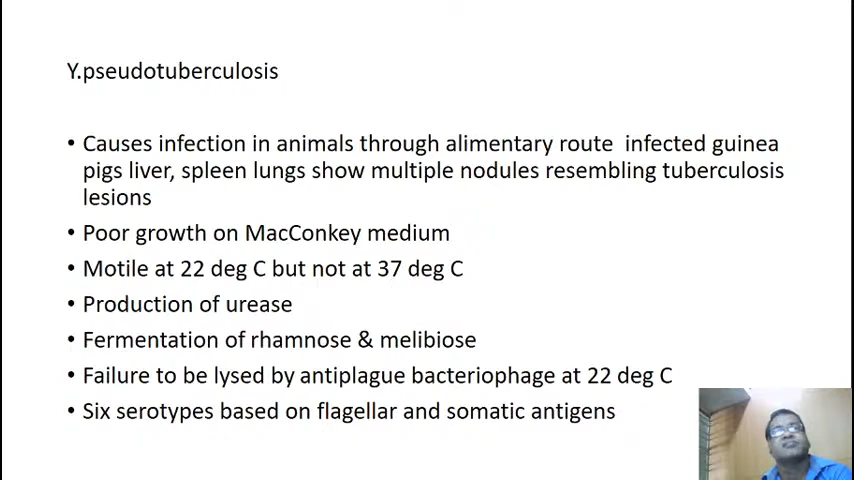 Y.pseudotuberculosis
• Causes infection in animals through alimentary route infected guinea
pigs liver, spleen lungs show multiple nodules resembling tuberculosis
lesions
• Poor growth on MacConkey medium
• Motile at 22 deg C but not at 37 deg C
• Production of urease
• Fermentation of rhamnose & melibiose
• Failure to be lysed by antiplague bacteriophage at 22 deg C
• Six serotypes based on flagellar and somatic antigens